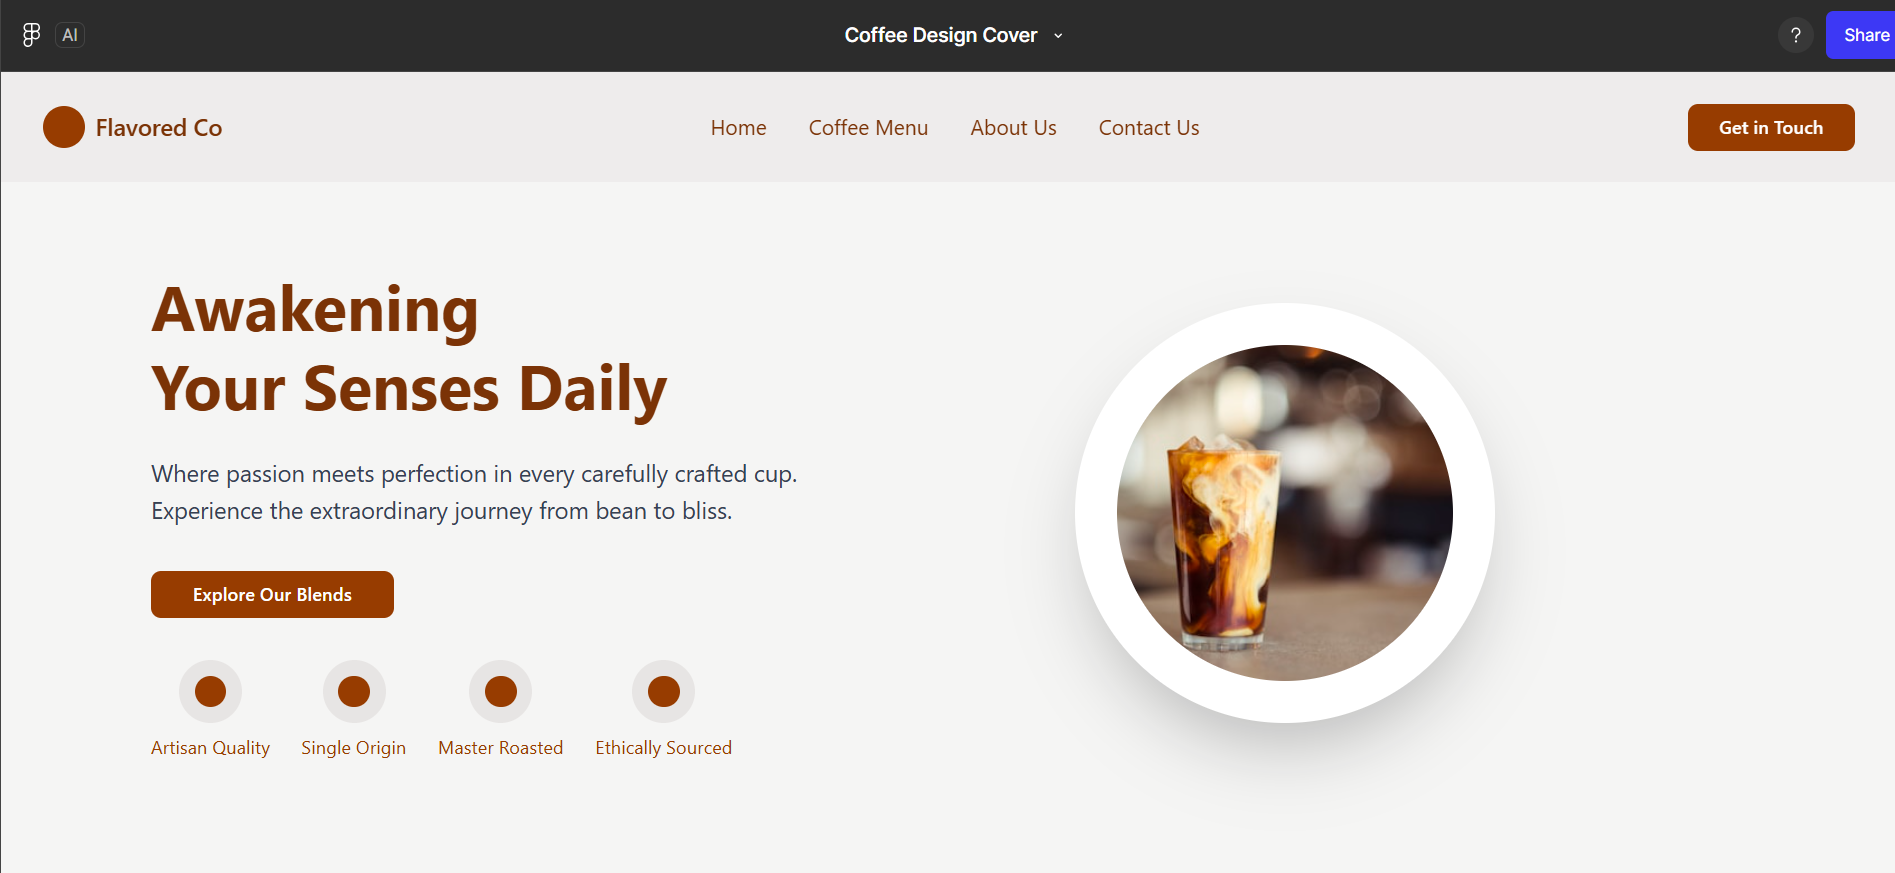 AI
Coffee Design Cover
?
Share
Flavored Co
Home
Coffee Menu
About Us
Contact Us
Get in Touch
Awakening
Your Senses Daily
Where passion meets perfection in every carefully crafted cup.
Experience the extraordinary journey from bean to bliss.
Explore Our Blends
Artisan Quality
Single Origin
Master Roasted
Ethically Sourced